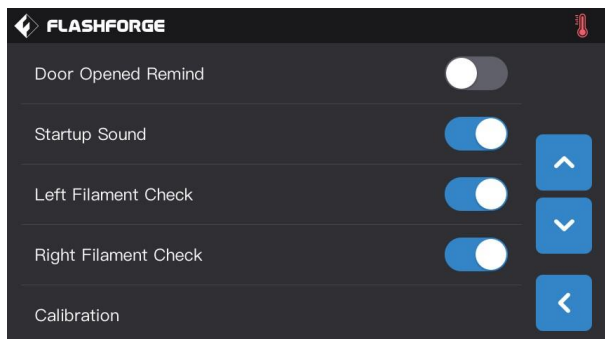 FLASHFORGE
Door Opened Remind
Startup Sound
Left Filament Check
Right Filament Check
Calibration